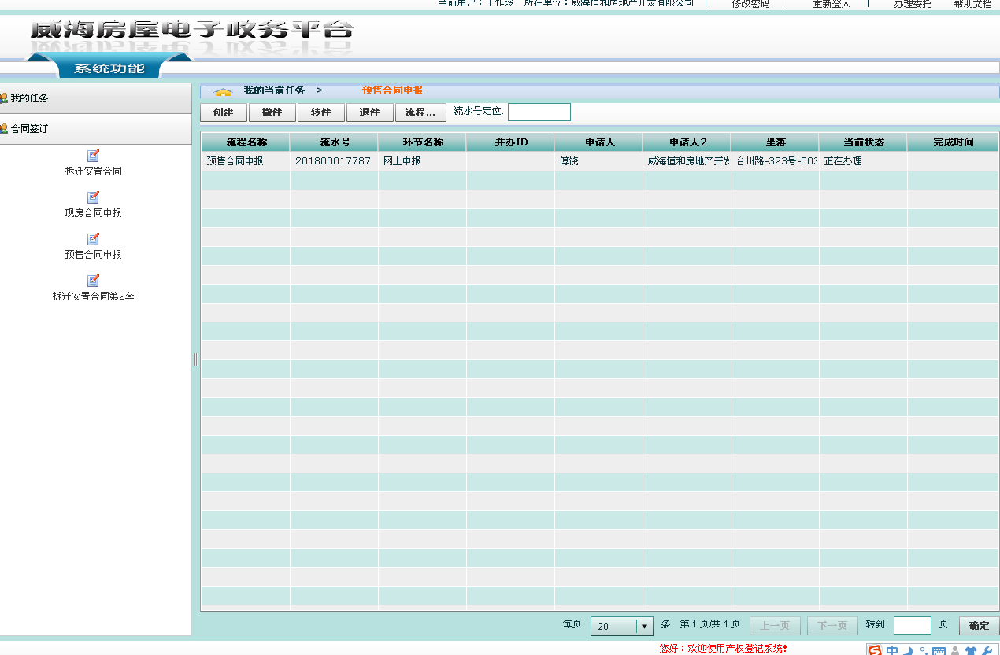 当前用户：丁作玲 所在单位：威海恒和房地产开发有限公司 | 修改密码 | 重新登入 | 办理委托 帮助文档
威海房屋电子政务平台
系统功能
我的任务
合同签订
拆迁安置合同
现房合同申报
预售合同申报
拆迁安置合同第2套
我的当前任务 > 预售合同申报
创建 撤件 转件 退件 流程... 流水号定位:
流程名称 流水号 环节名称 并办ID 申请人 申请人2 坐落 当前状态 完成时间
预售合同申报 201800017787 网上申报 傅饶 威海恒和房地产开发 台州路-323号-503 正在办理
每页 20 条 第1页/共1页 上一页 下一页 转到 页 确定
您好：欢迎使用产权登记系统!
中